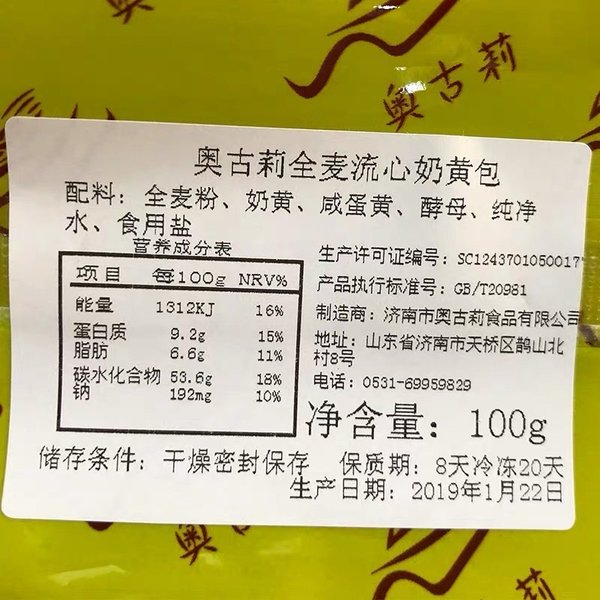 奥古莉
奥古莉全麦流心奶黄包
配料：全麦粉、奶黄、咸蛋黄、酵母、纯净
水、食用盐
营养成分表
项目 每100g NRV%
能量 1312KJ 16%
蛋白质 9.2g 15%
脂肪 6.6g 11%
碳水化合物 53.6g 18%
钠 192mg 10%
生产许可证编号：SC1243701050017
产品执行标准号：GB/T20981
制造商：济南市奥古莉食品有限公司
地址：山东省济南市天桥区鹊山北
村8号
电话：0531-69959829
净含量：100g
储存条件：干燥密封保存 保质期：8天冷冻20天
生产日期：2019年1月22日
奥古